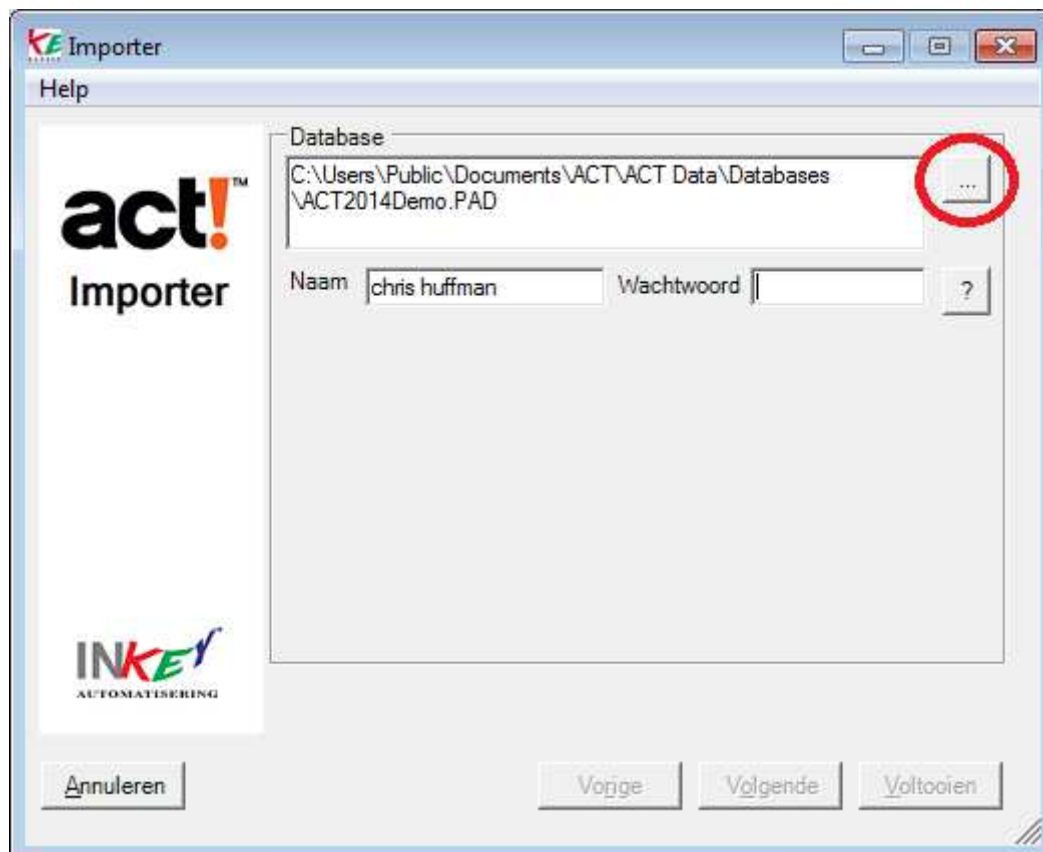 KE Importer
Help
act!™
Importer
Database
C:\Users\Public\Documents\ACT\ACT Data\Databases
\ACT2014Demo.PAD
...
Naam chris huffman Wachtwoord ?
INKEY
AUTOMATISERING
Annuleren Vorige Volgende Voltooien